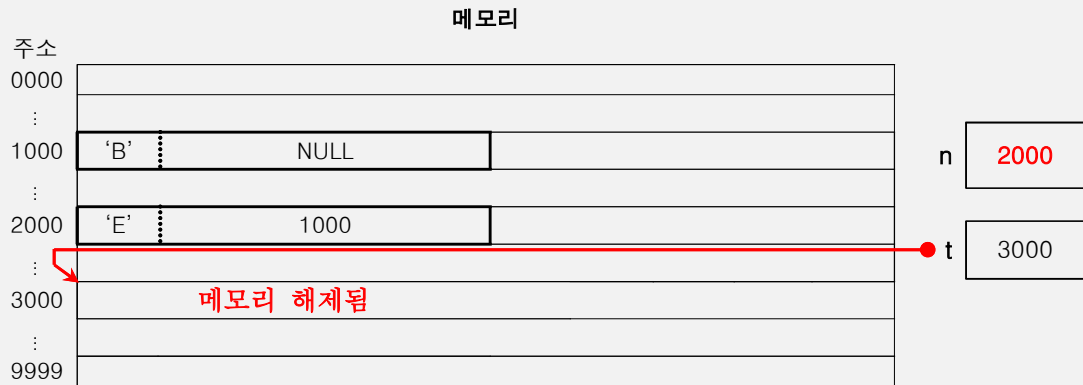 메모리
주소
0000
⋮
1000 ‘B’ NULL
n 2000
⋮
2000 ‘E’ 1000
t 3000
⋮
3000 메모리 해제됨
⋮
9999